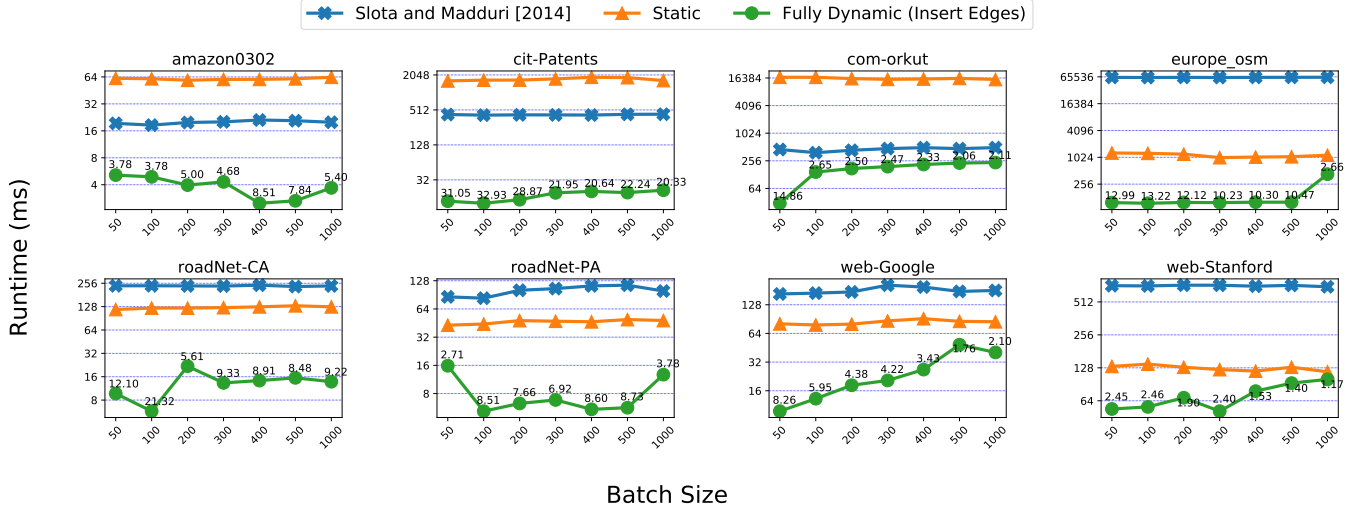 Slota and Madduri [2014] Static Fully Dynamic (Insert Edges)
Runtime (ms)
amazon0302
64
32
16
8
4
3.78 3.78 5.00 4.68 8.51 7.84 5.40
50 100 200 300 400 500 1000
cit-Patents
2048
512
128
32
31.05 32.93 28.87 21.95 20.64 22.24 20.33
50 100 200 300 400 500 1000
com-orkut
16384
4096
1024
256
64
14.86 2.65 2.50 2.47 2.33 2.06 2.11
50 100 200 300 400 500 1000
europe_osm
65536
16384
4096
1024
256
12.99 13.22 12.12 10.23 10.30 10.47 2.66
50 100 200 300 400 500 1000
roadNet-CA
256
128
64
32
16
8
12.10 21.32 5.61 9.33 8.91 8.48 9.22
50 100 200 300 400 500 1000
roadNet-PA
128
64
32
16
8
2.71 8.51 7.66 6.92 8.60 8.73 3.78
50 100 200 300 400 500 1000
web-Google
128
64
32
16
8.26 5.95 4.38 4.22 3.43 1.76 2.10
50 100 200 300 400 500 1000
web-Stanford
512
256
128
64
2.45 2.46 1.90 2.40 1.53 1.40 1.17
50 100 200 300 400 500 1000
Batch Size